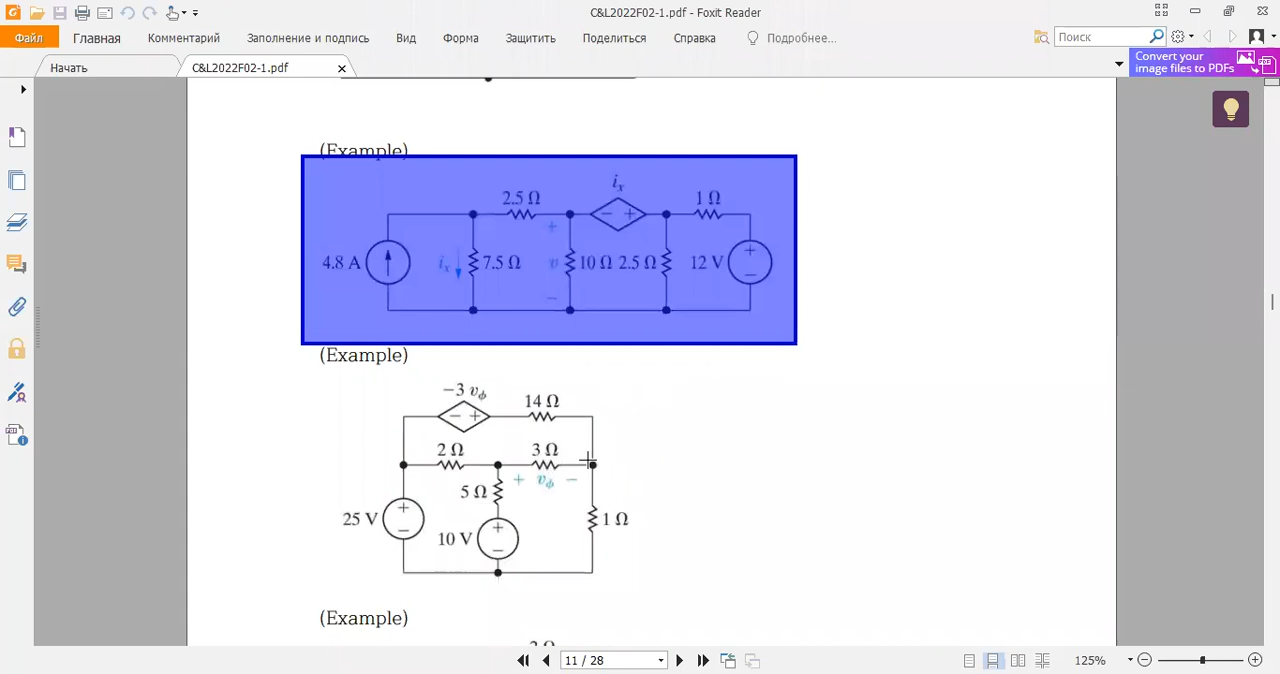 C&L2022F02-1.pdf - Foxit Reader
Файл Главная Комментарий Заполнение и подпись Вид Форма Защитить Поделиться Справка Подробнее... Поиск
Начать C&L2022F02-1.pdf
Convert your
image files to PDFs
(Example)
i_x
2.5 Ω 1 Ω
+ − + +
4.8 A i_x 7.5 Ω v 10 Ω 2.5 Ω 12 V
− −
(Example)
−3 v_ϕ
14 Ω
− +
2 Ω 3 Ω
+ v_ϕ −
5 Ω
25 V + − 1 Ω
10 V + −
(Example)
2 Ω
11 / 28 125%